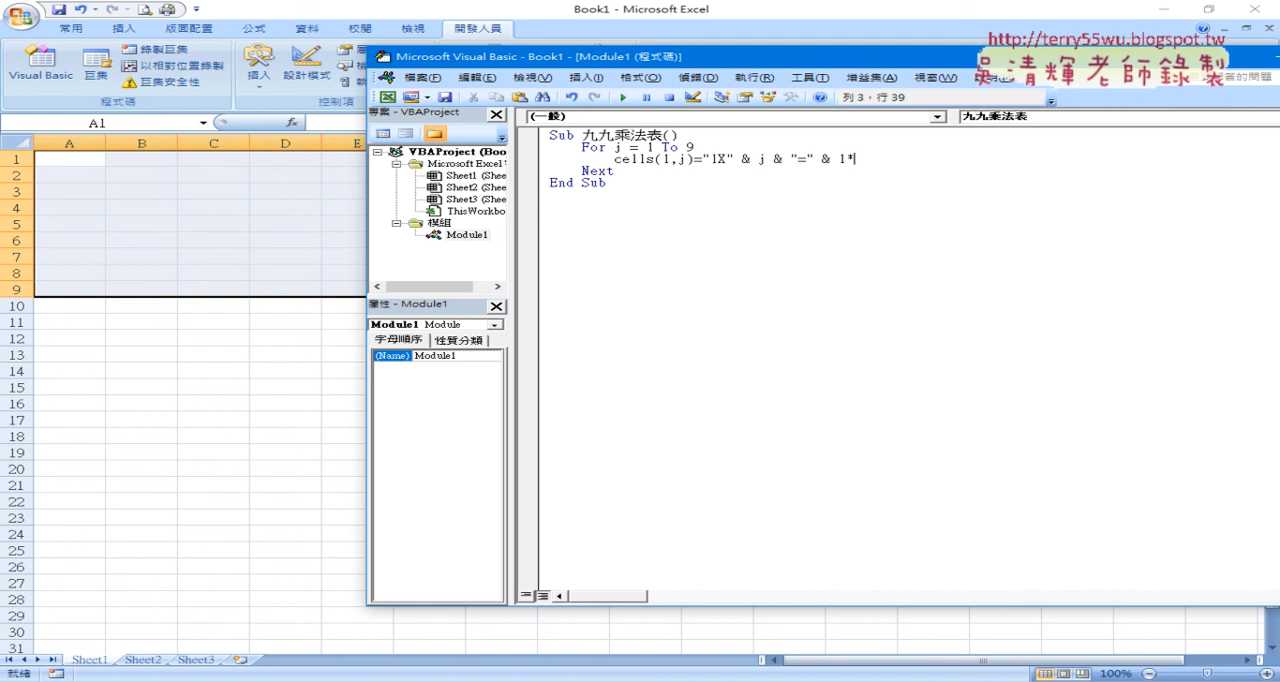 Book1 - Microsoft Excel
常用 插入 版面配置 公式 資料 校閱 檢視 開發人員
http://terry55wu.blogspot.tw
吳清輝老師錄製
Visual Basic 巨集 錄製巨集 以相對位置錄製 巨集安全性 插入 設計模式
程式碼 控制項
Microsoft Visual Basic - Book1 - [Module1 (程式碼)]
檔案(F) 編輯(E) 檢視(V) 插入(I) 格式(O) 偵錯(D) 執行(R) 工具(T) 增益集(A) 視窗(W)
列 3，行 39
A1 fx
專案 - VBAProject
(一般) 九九乘法表
A B C D E
1
2
3
4
5
6
7
8
9
10
11
12
13
14
15
16
17
18
19
20
21
22
23
24
25
26
27
28
29
30
31
VBAProject (Boo
Microsoft Excel
Sheet1 (Shee
Sheet2 (Shee
Sheet3 (Shee
ThisWorkbo
模組
Module1
屬性 - Module1
Module1 Module
字母順序 性質分類
(Name) Module1
Sub 九九乘法表()
For j = 1 To 9
cells(1,j)="1X" & j & "=" & 1*
Next
End Sub
Sheet1 Sheet2 Sheet3
就緒 100%